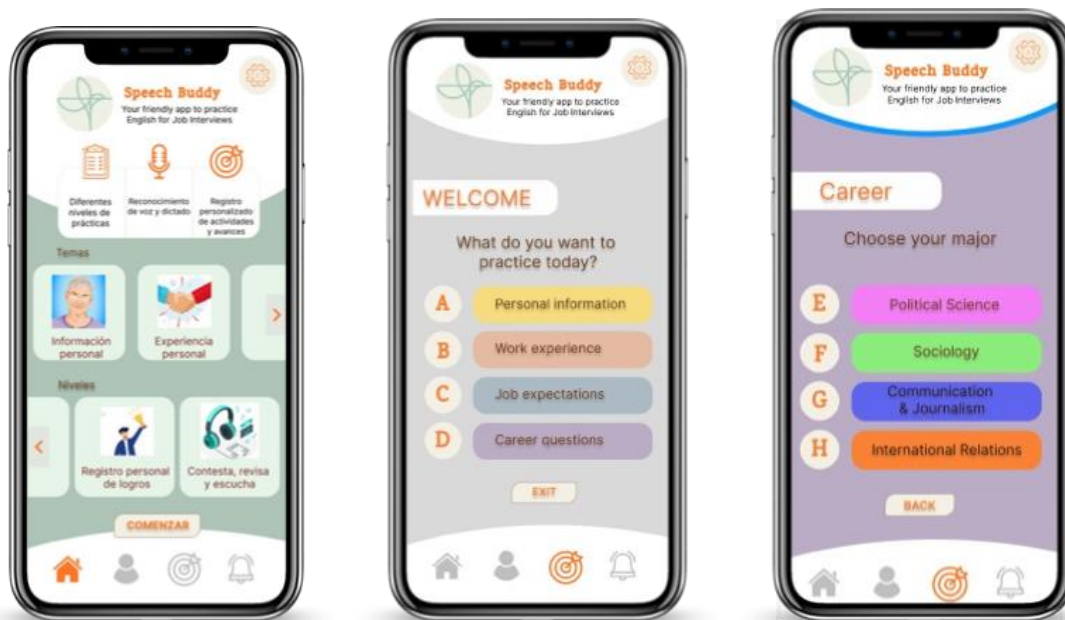 Speech Buddy
Your friendly app to practice
English for Job Interviews
Diferentes
niveles de
prácticas
Reconocimiento
de voz y dictado
Registro
personalizado
de actividades
y avances
Temas
Información
personal
Experiencia
personal
>
Niveles
<
Registro personal
de logros
Contesta, revisa
y escucha
COMENZAR
Speech Buddy
Your friendly app to practice
English for Job Interviews
WELCOME
What do you want to
practice today?
A Personal information
B Work experience
C Job expectations
D Career questions
EXIT
Speech Buddy
Your friendly app to practice
English for Job Interviews
Career
Choose your major
E Political Science
F Sociology
G Communication
& Journalism
H International Relations
BACK